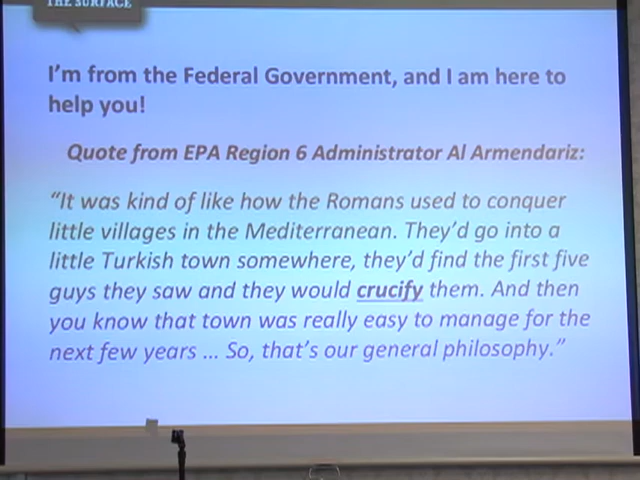 THE SURFACE
I'm from the Federal Government, and I am here to
help you!
Quote from EPA Region 6 Administrator Al Armendariz:
"It was kind of like how the Romans used to conquer
little villages in the Mediterranean. They'd go into a
little Turkish town somewhere, they'd find the first five
guys they saw and they would crucify them. And then
you know that town was really easy to manage for the
next few years ... So, that's our general philosophy."